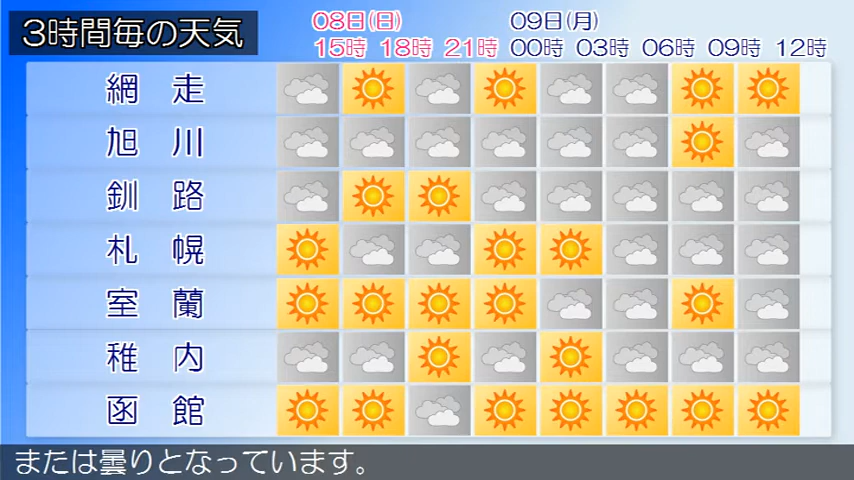 3時間毎の天気
08日(日) 09日(月)
15時 18時 21時 00時 03時 06時 09時 12時
網走
旭川
釧路
札幌
室蘭
稚内
函館
または曇りとなっています。